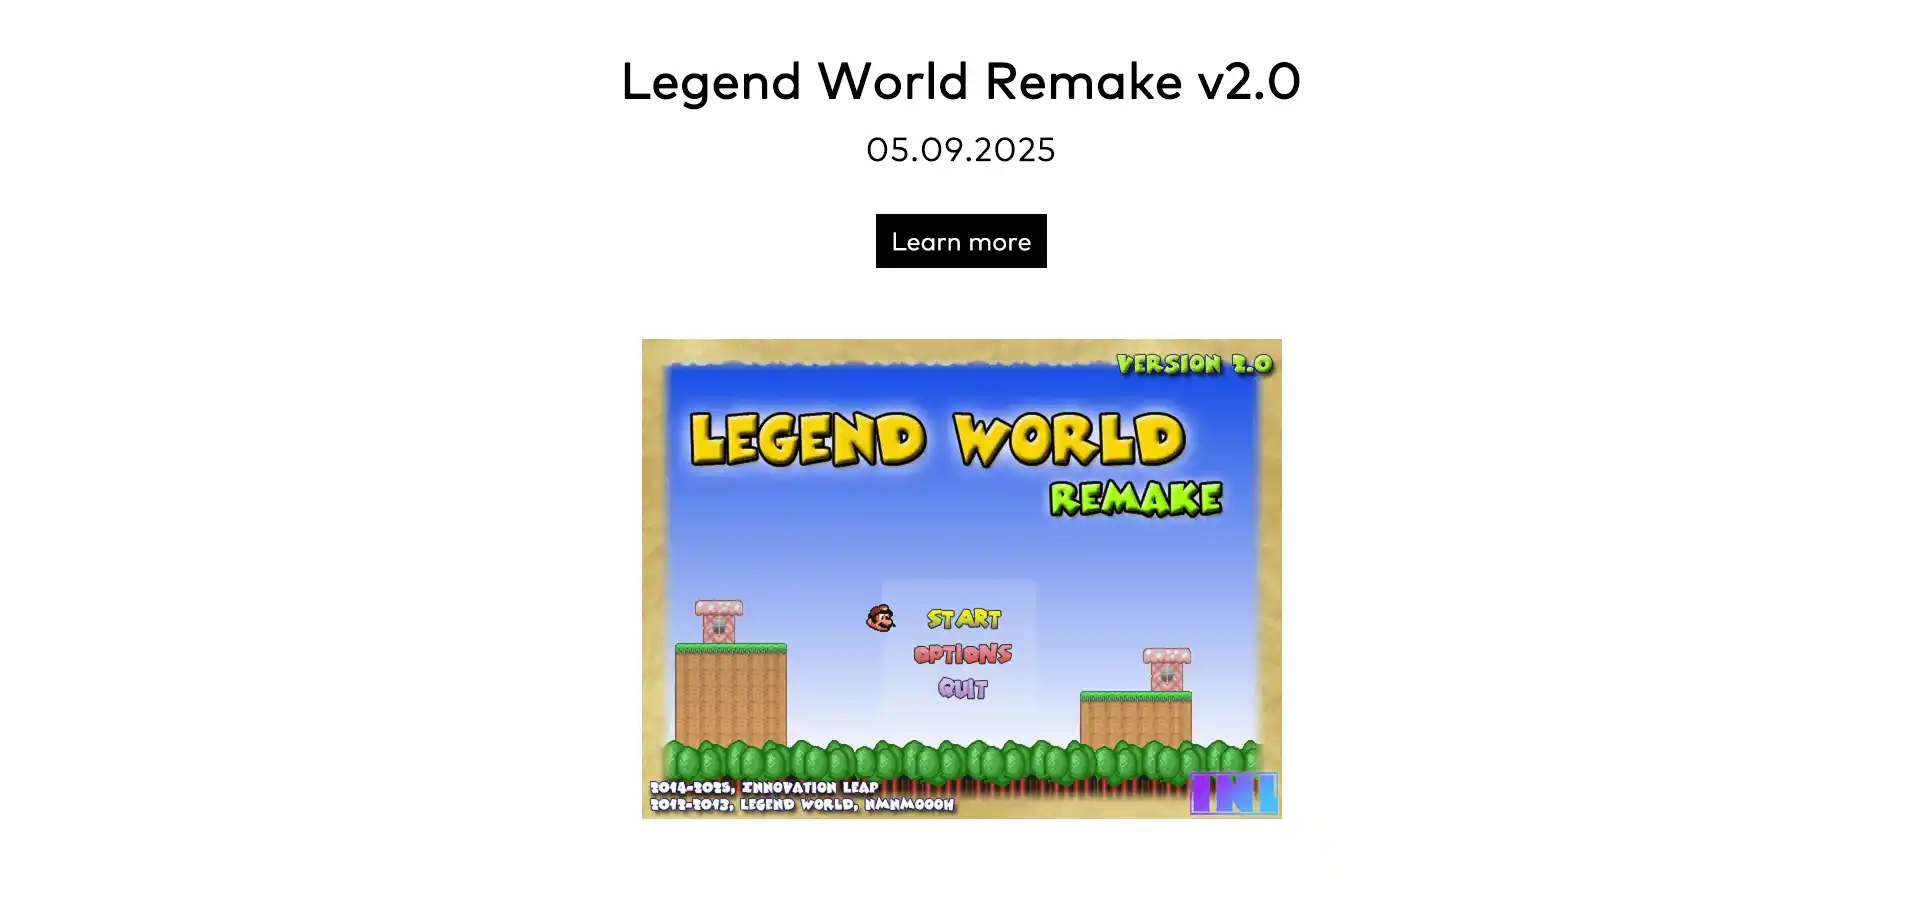 Legend World Remake v2.0
05.09.2025
Learn more
VERSION 2.0
LEGEND WORLD
REMAKE
START
OPTIONS
QUIT
2014-2025, INNOVATION LEAP
2012-2013, LEGEND WORLD, NMNMOOOH
INI